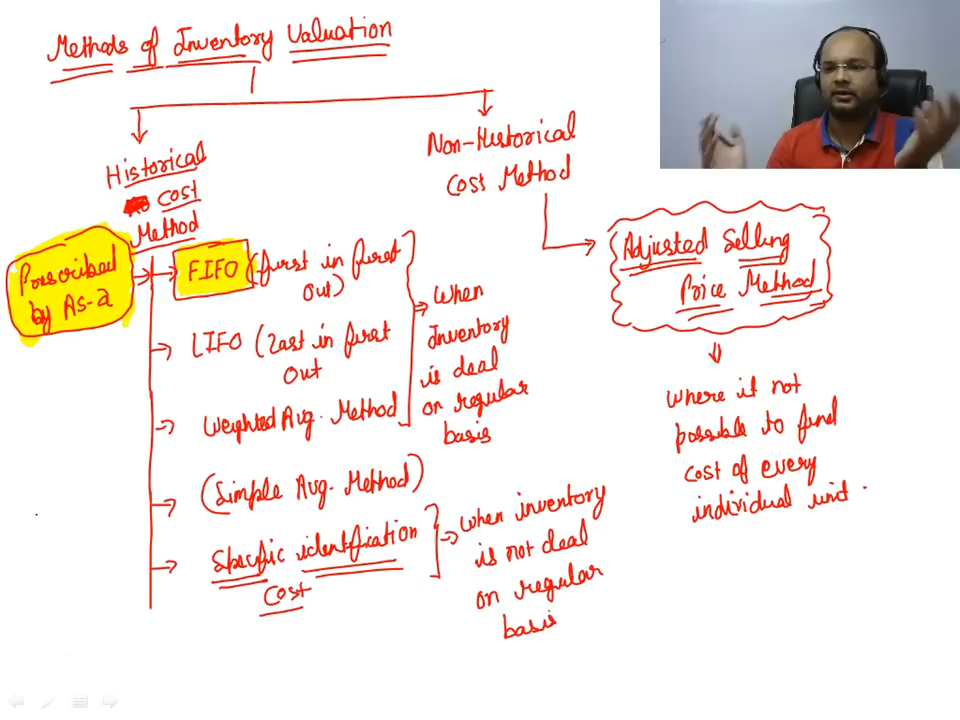 Methods of Inventory Valuation
Historical
Cost
Method
Prescribed
by AS-2
FIFO (first in first
Out)
LIFO (Last in first
Out
Weighted Avg. Method
(Simple Avg. Method)
Specific identification
Cost
When
Inventory
is deal
on regular
basis
When inventory
is not deal
on regular
basis
Non-Historical
Cost Method
Adjusted Selling
Price Method
Where it not
possible to find
cost of every
individual unit